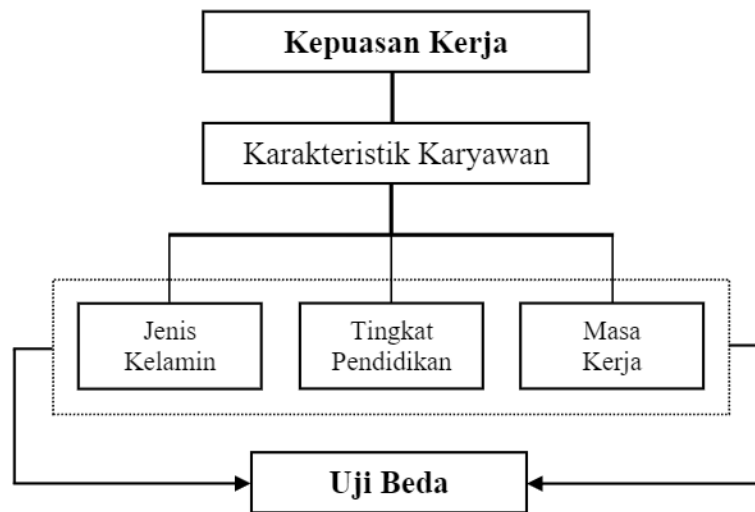 Kepuasan Kerja
Karakteristik Karyawan
Jenis
Kelamin
Tingkat
Pendidikan
Masa
Kerja
Uji Beda